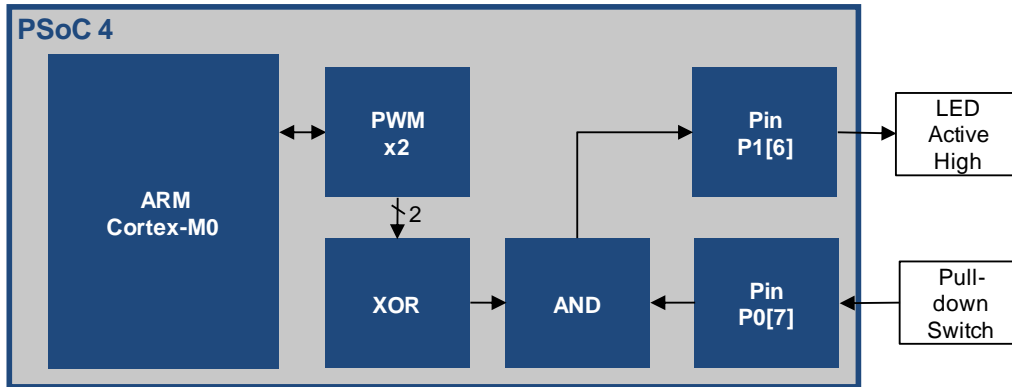 PSoC 4
ARM
Cortex-M0
PWM
x2
2
XOR
AND
Pin
P1[6]
Pin
P0[7]
LED
Active
High
Pull-
down
Switch